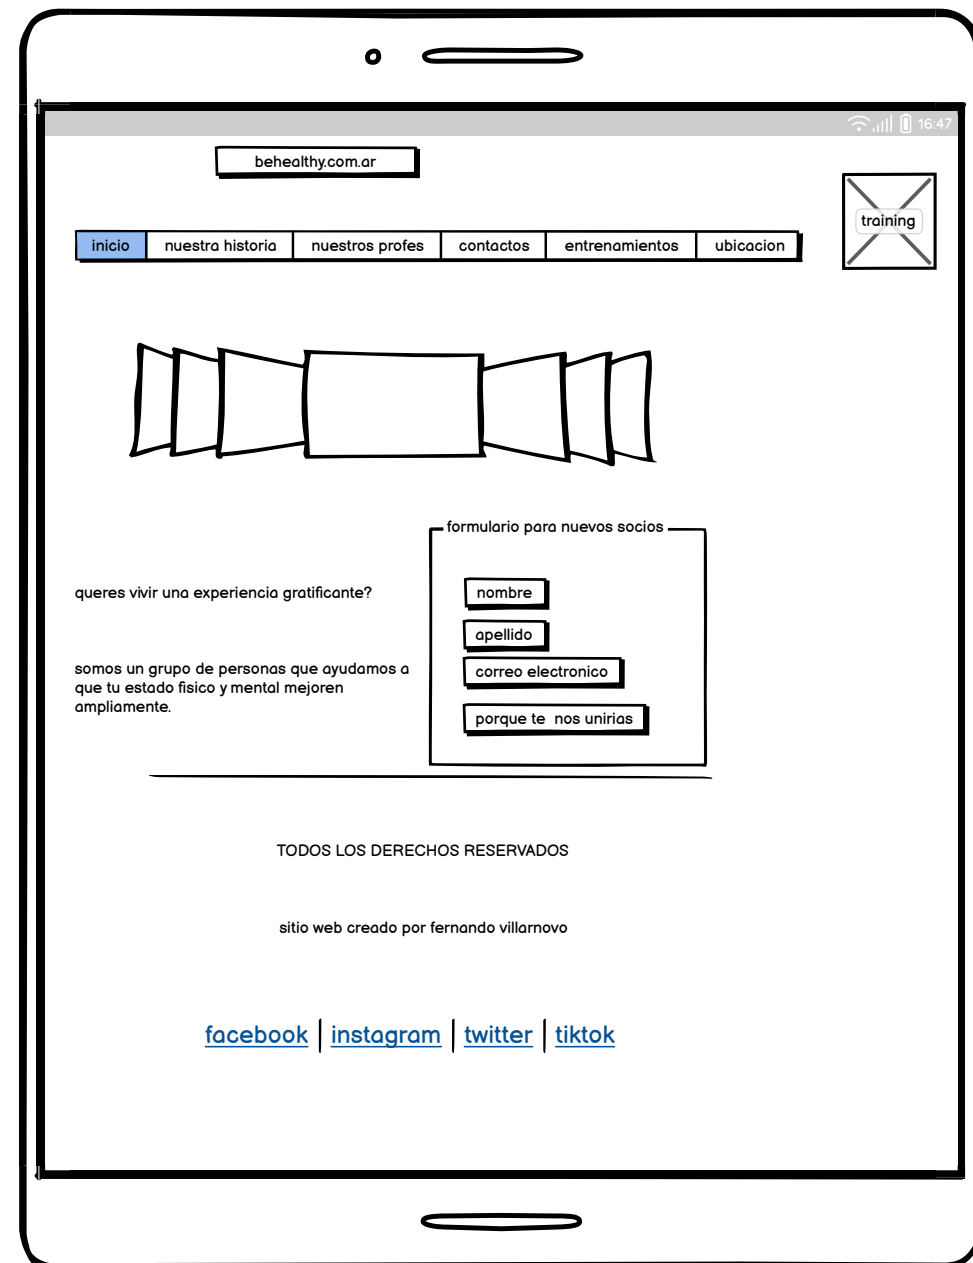 16:47
behealthy.com.ar
training
inicio nuestra historia nuestros profes contactos entrenamientos ubicacion
formulario para nuevos socios
queres vivir una experiencia gratificante?
nombre
apellido
somos un grupo de personas que ayudamos a
que tu estado fisico y mental mejoren
ampliamente.
correo electronico
porque te nos unirias
TODOS LOS DERECHOS RESERVADOS
sitio web creado por fernando villarnovo
facebook instagram twitter tiktok